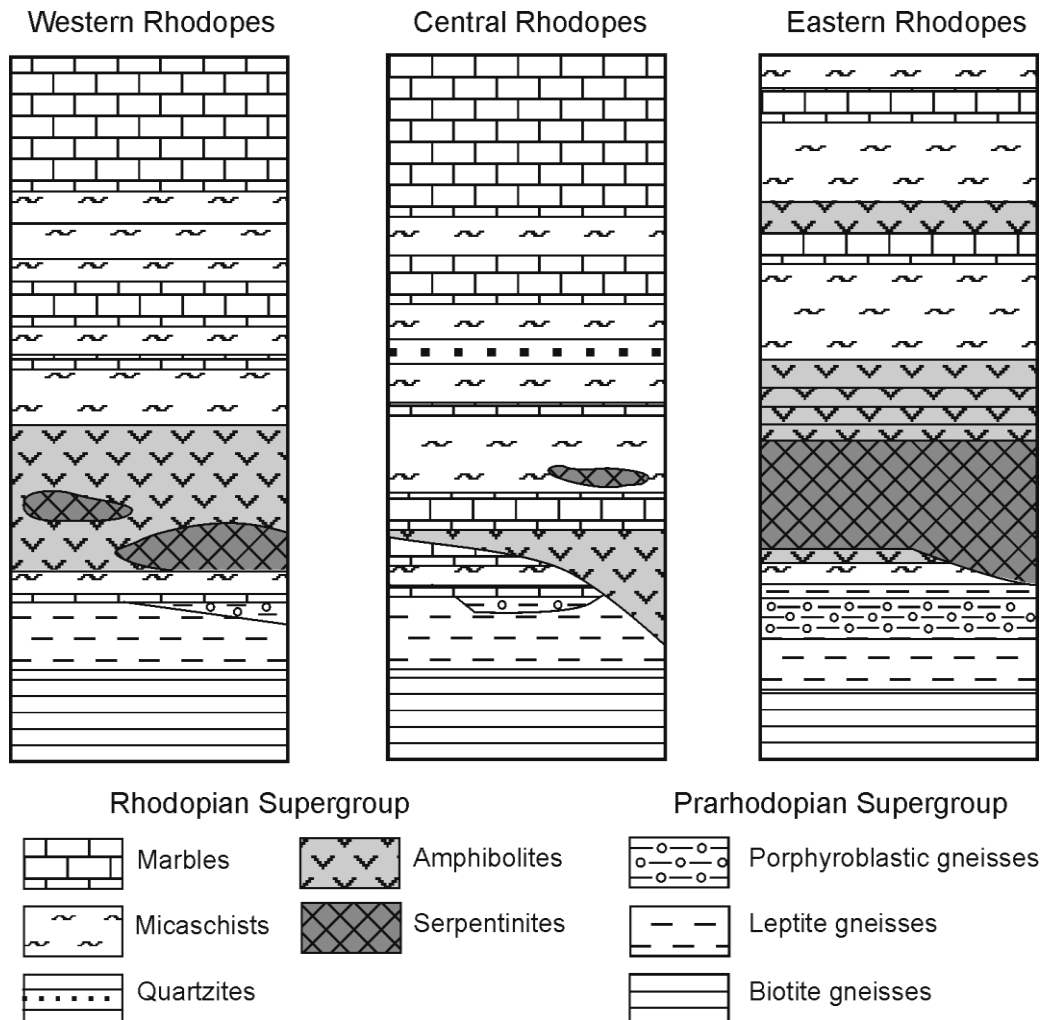 Western Rhodopes
Central Rhodopes
Eastern Rhodopes
Rhodopian Supergroup
Prarhodopian Supergroup
Marbles
Amphibolites
Porphyroblastic gneisses
Micaschists
Serpentinites
Leptite gneisses
Quartzites
Biotite gneisses